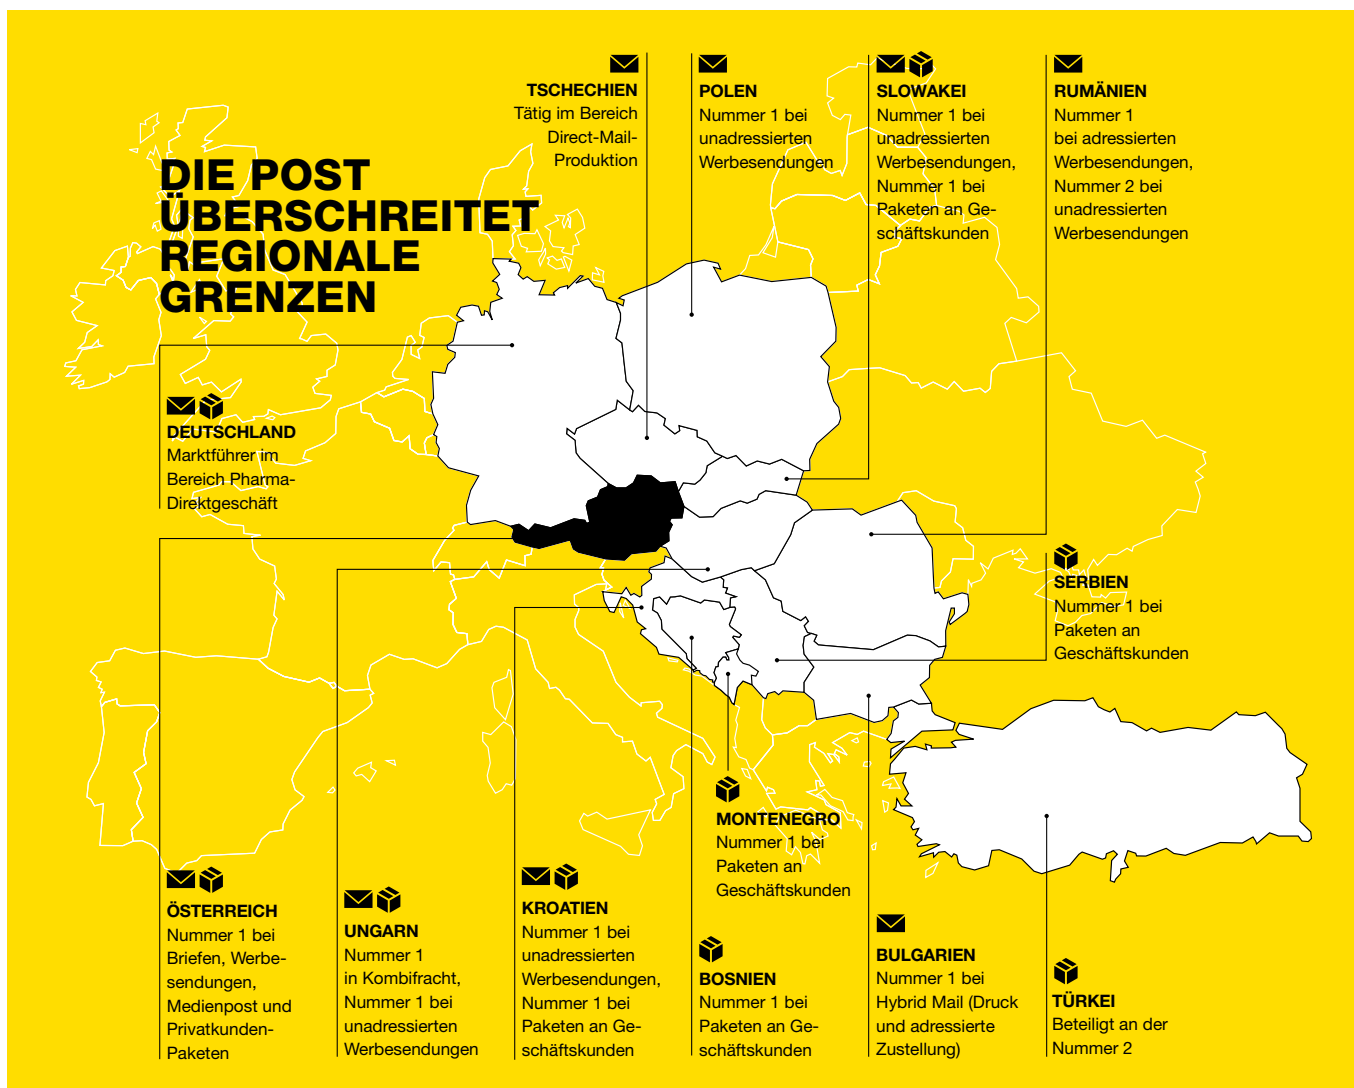 DIE POST
ÜBERSCHREITET
REGIONALE
GRENZEN
TSCHECHIEN
Tätig im Bereich
Direct-Mail-
Produktion
POLEN
Nummer 1 bei
unadressierten
Werbesendungen
SLOWAKEI
Nummer 1 bei
unadressierten
Werbesendungen,
Nummer 1 bei
Paketen an Ge-
schäftskunden
RUMÄNIEN
Nummer 1
bei adressierten
Werbesendungen,
Nummer 2 bei
unadressierten
Werbesendungen
DEUTSCHLAND
Marktführer im
Bereich Pharma-
Direktgeschäft
SERBIEN
Nummer 1 bei
Paketen an
Geschäftskunden
MONTENEGRO
Nummer 1 bei
Paketen an
Geschäftskunden
ÖSTERREICH
Nummer 1 bei
Briefen, Werbe-
sendungen,
Medienpost und
Privatkunden-
Paketen
UNGARN
Nummer 1
in Kombifracht,
Nummer 1 bei
unadressierten
Werbesendungen
KROATIEN
Nummer 1 bei
unadressierten
Werbesendungen,
Nummer 1 bei
Paketen an Ge-
schäftskunden
BOSNIEN
Nummer 1 bei
Paketen an Ge-
schäftskunden
BULGARIEN
Nummer 1 bei
Hybrid Mail (Druck
und adressierte
Zustellung)
TÜRKEI
Beteiligt an der
Nummer 2